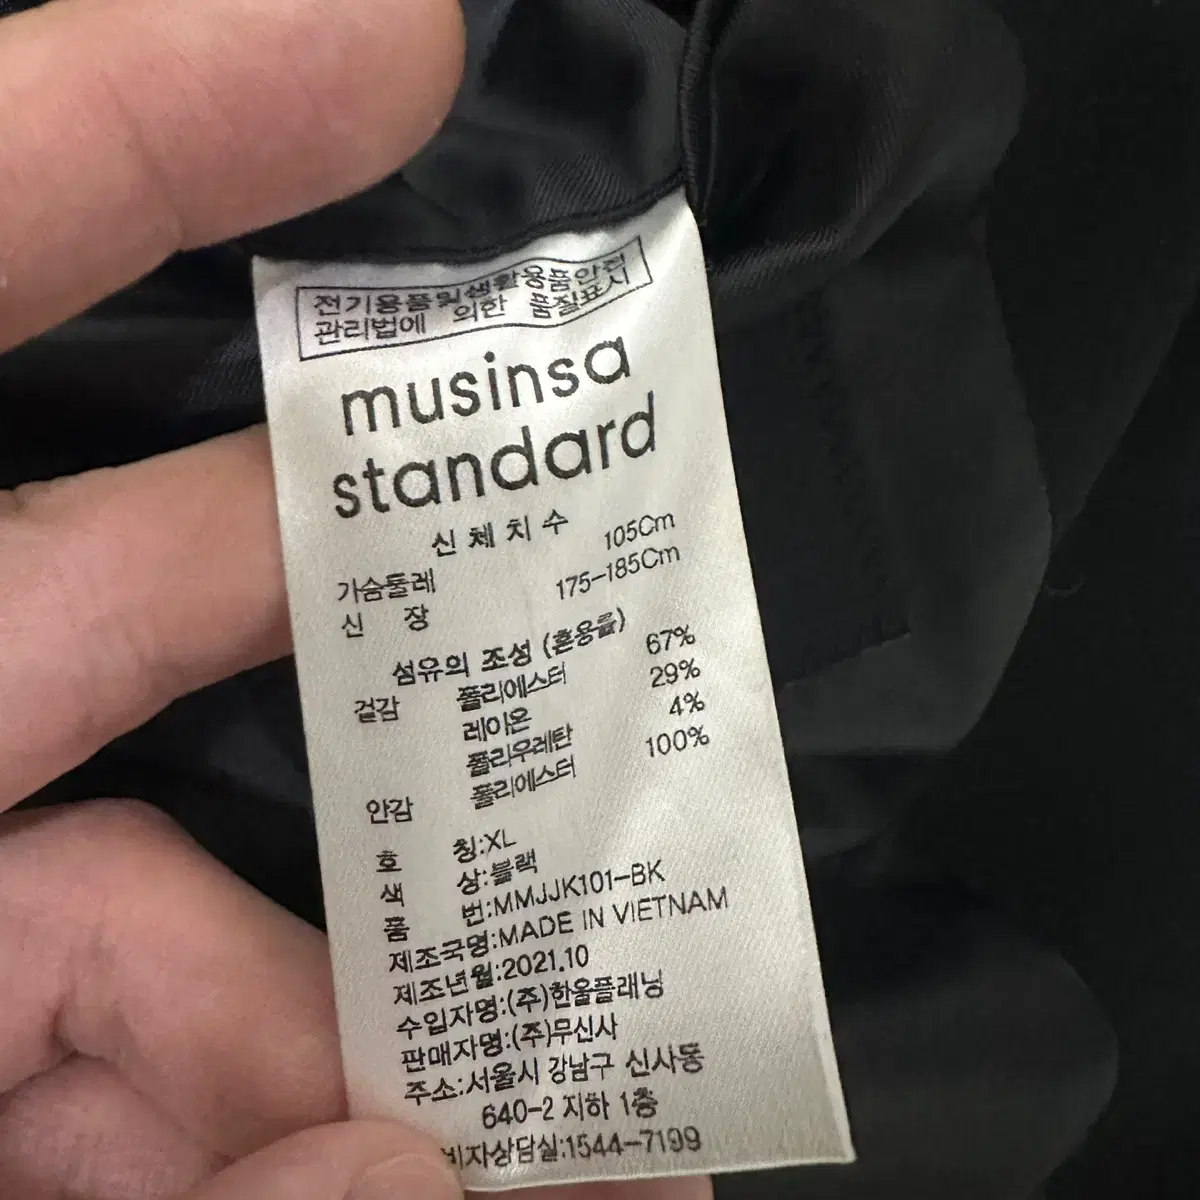 전기용품및생활용품안전
관리법에 의한 품질표시
musinsa
standard
신체치수
가슴둘레 105Cm
신 장 175-185Cm
섬유의 조성 (혼용률)
겉감 폴리에스터 67%
레이온 29%
폴리우레탄 4%
안감 폴리에스터 100%
호 칭:XL
색 상:블랙
품 번:MMJJK101-BK
제조국명:MADE IN VIETNAM
제조년월:2021.10
수입자명:(주)한울플래닝
판매자명:(주)무신사
주소:서울시 강남구 신사동
640-2 지하 1층
비자상담실:1544-7199